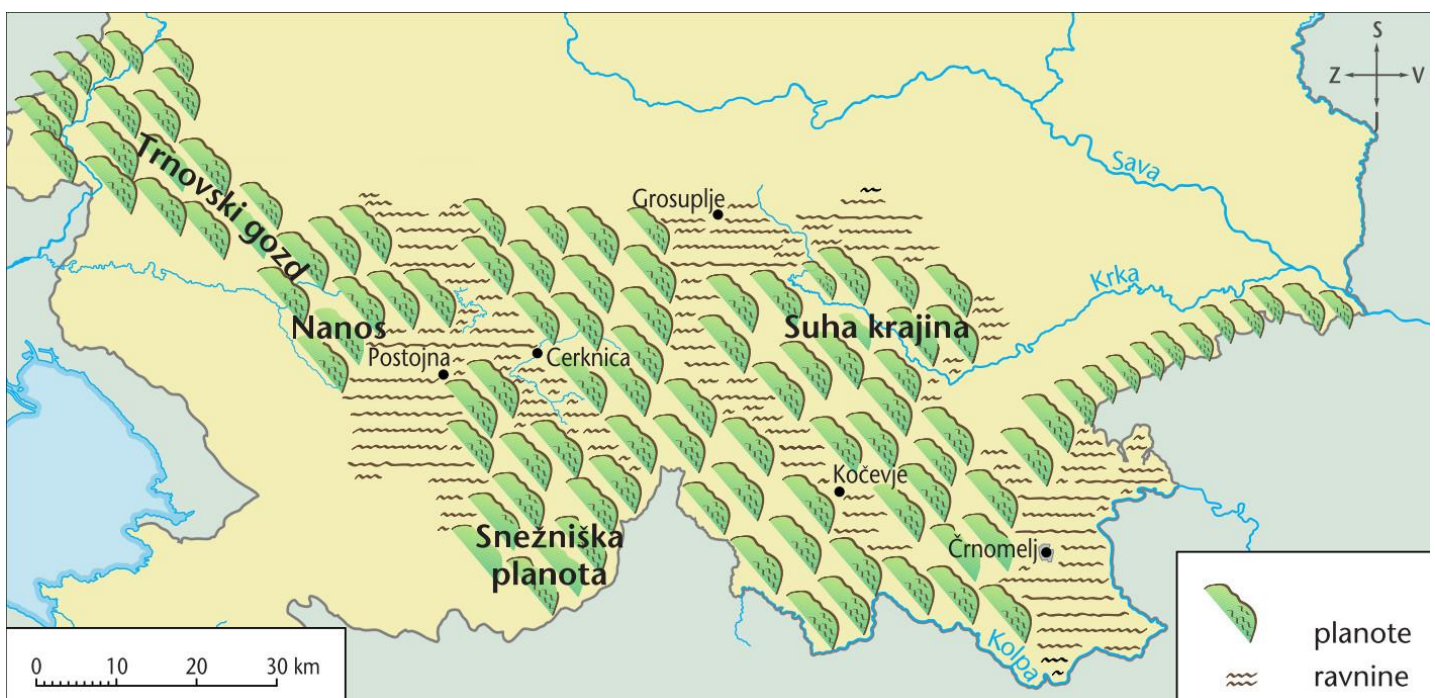 S
Z V
J
Sava
Grosuplje
Trnovski gozd
Krka
Nanos
Suha krajina
Postojna
Cerknica
Kočevje
Snežniška
planota
Črnomelj
Kolpa
planote
ravnine
0 10 20 30 km